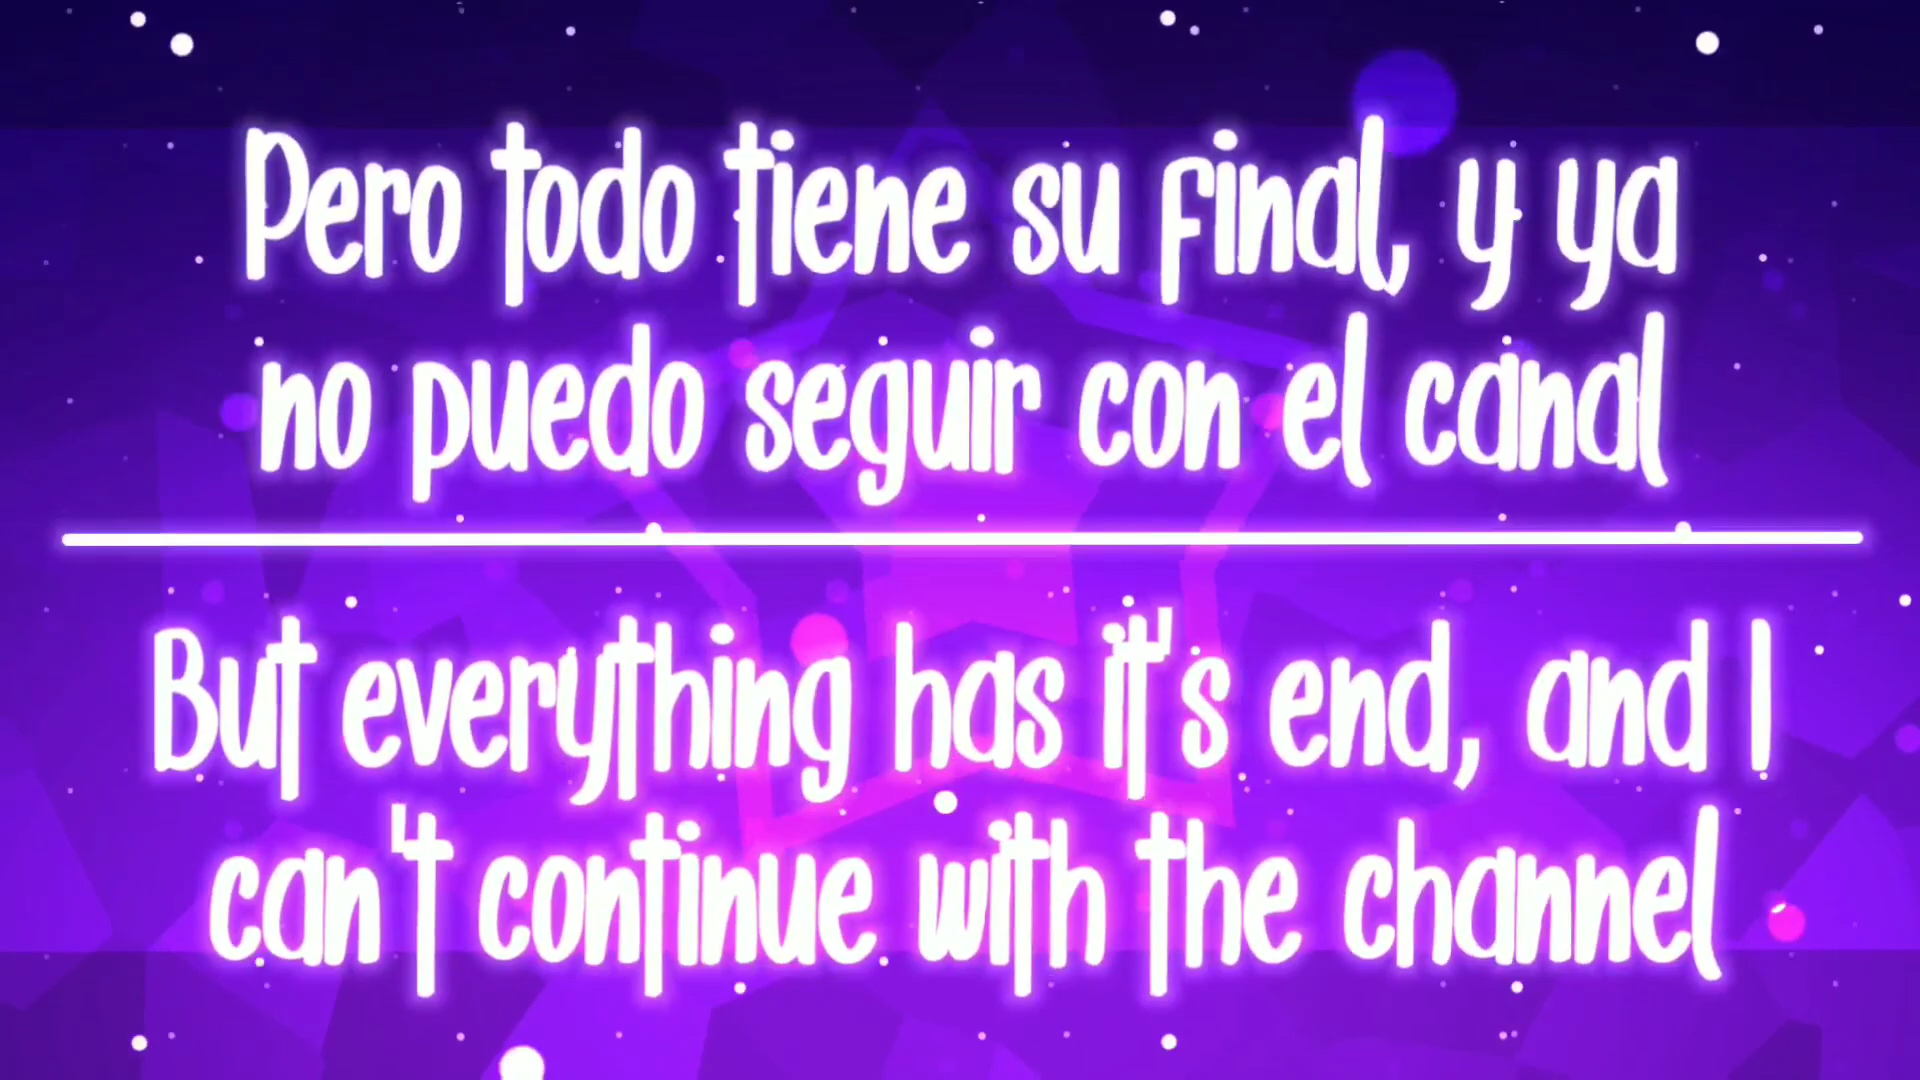 Pero todo tiene su final, y ya
no puedo seguir con el canal
But everything has it's end, and I
can't continue with the channel